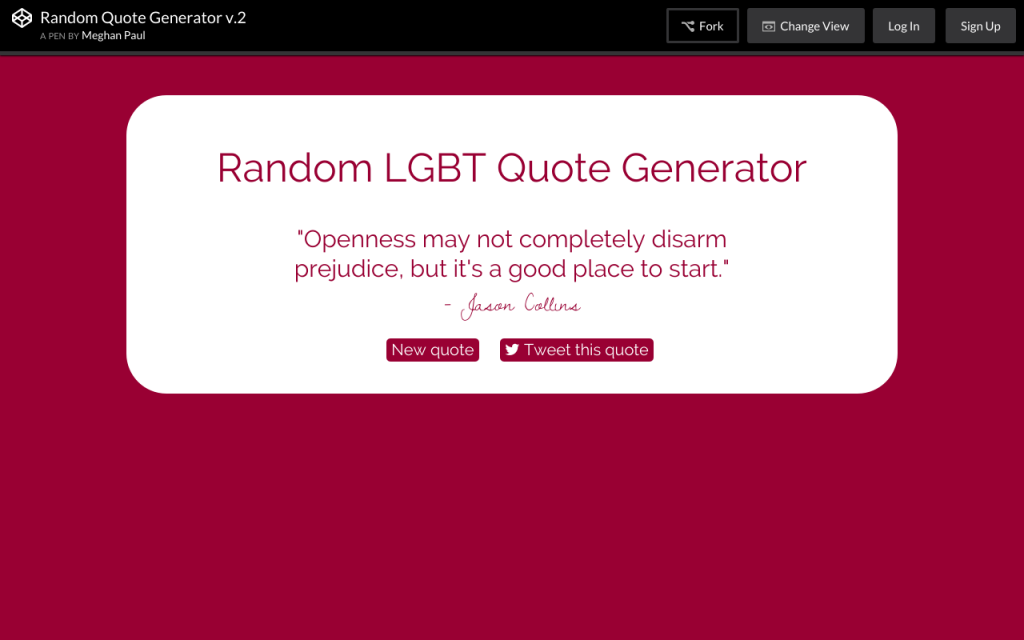 Random Quote Generator v.2
A PEN BY Meghan Paul
Fork
Change View
Log In
Sign Up
Random LGBT Quote Generator
"Openness may not completely disarm
prejudice, but it's a good place to start."
- Jason Collins
New quote
Tweet this quote